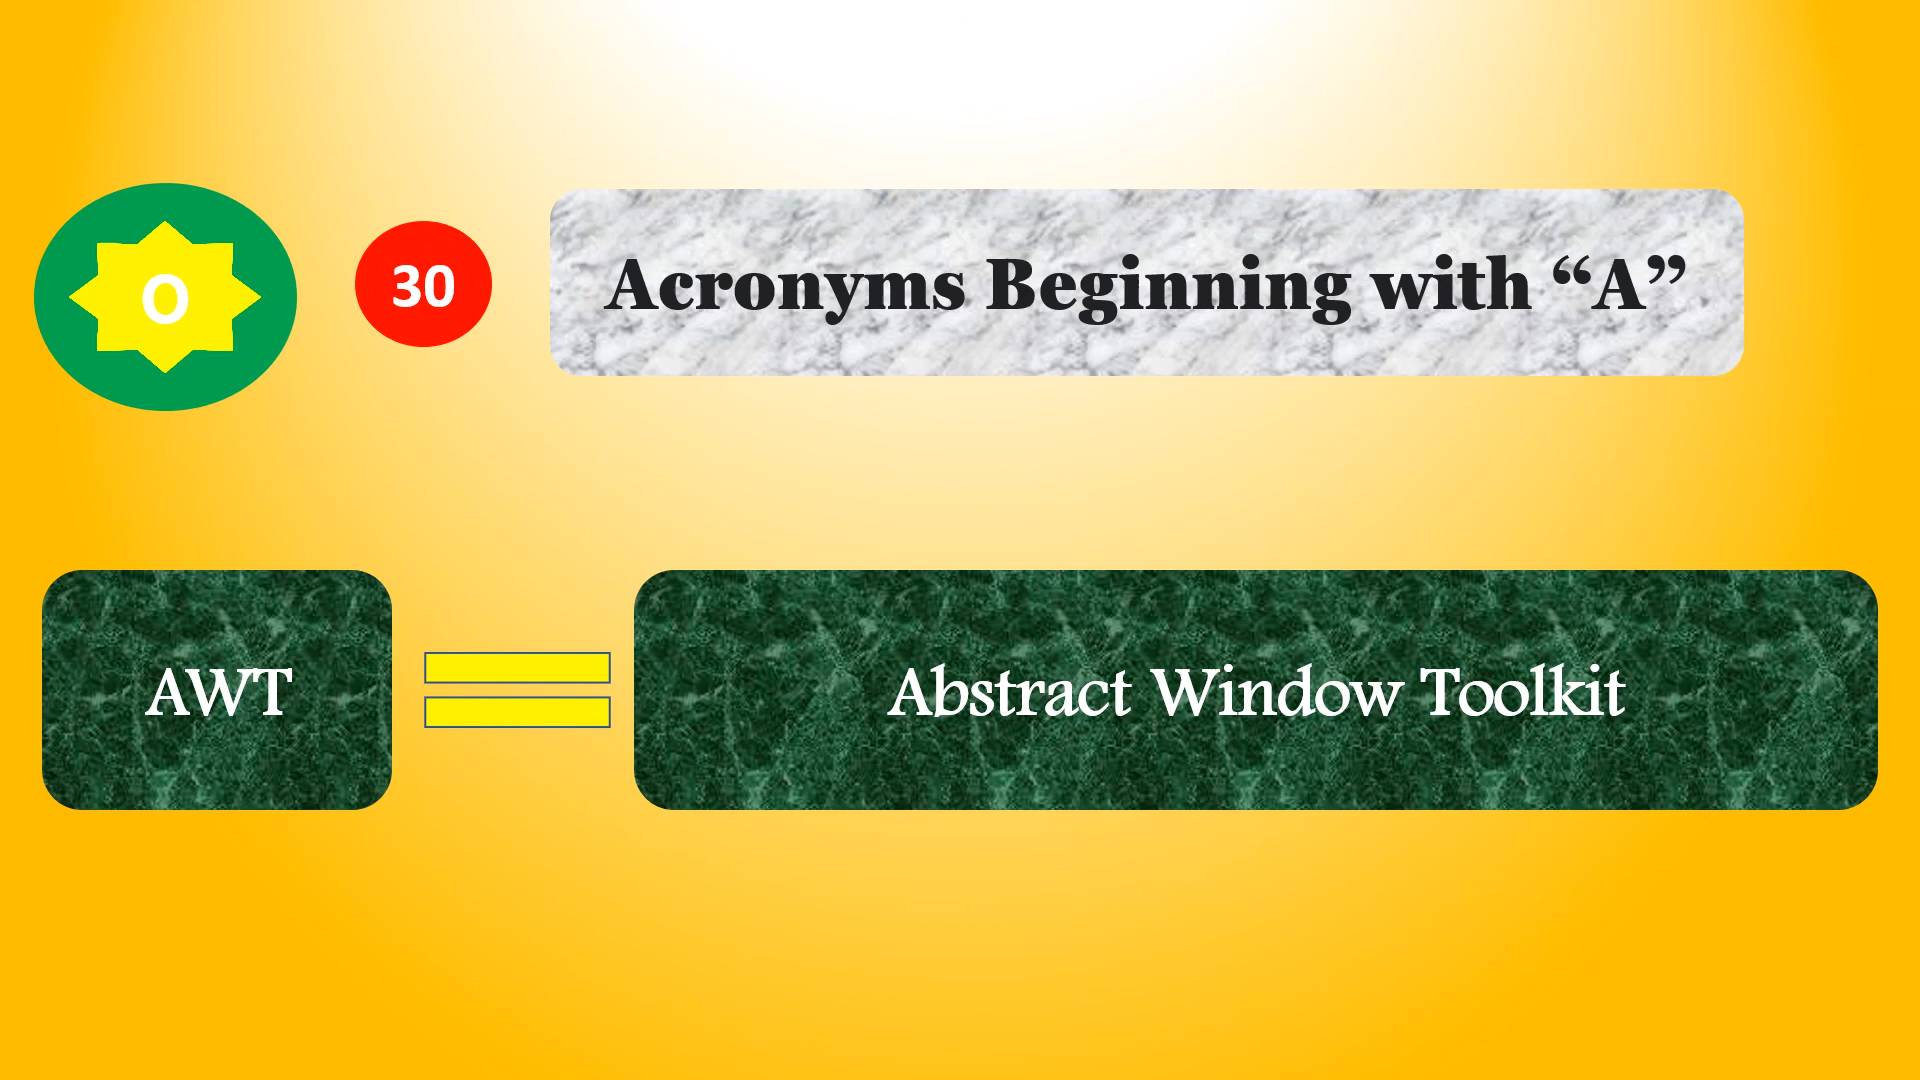 O
30
Acronyms Beginning with “A”
AWT
Abstract Window Toolkit